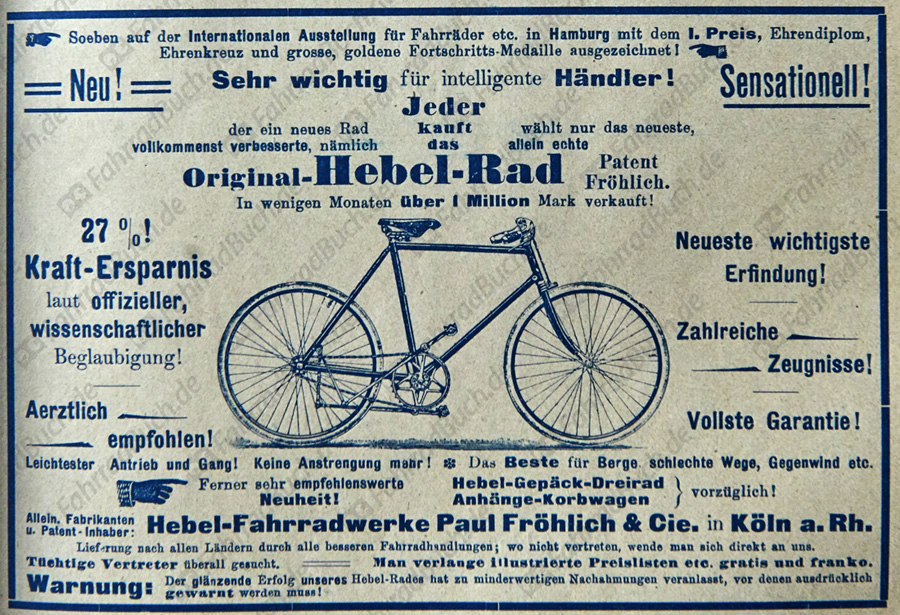 Soeben auf der Internationalen Ausstellung für Fahrräder etc. in Hamburg mit dem I. Preis, Ehrendiplom,
Ehrenkreuz und grosse, goldene Fortschritts-Medaille ausgezeichnet!
Neu!
Sehr wichtig für intelligente Händler!
Sensationell!
Jeder
der ein neues Rad kauft wählt nur das neueste,
vollkommenst verbesserte, nämlich das allein echte
Original-Hebel-Rad Patent Fröhlich.
In wenigen Monaten über 1 Million Mark verkauft!
27 %!
Kraft-Ersparnis
laut offizieller,
wissenschaftlicher
Beglaubigung!
Aerztlich
empfohlen!
Neueste wichtigste
Erfindung!
Zahlreiche
Zeugnisse!
Vollste Garantie!
Leichtester Antrieb und Gang! Keine Anstrengung mehr! ✻ Das Beste für Berge schlechte Wege, Gegenwind etc.
Ferner sehr empfehlenswerte
Neuheit!
Hebel-Gepäck-Dreirad
Anhänge-Korbwagen
} vorzüglich!
Allein. Fabrikanten
u. Patent-Inhaber:
Hebel-Fahrradwerke Paul Fröhlich & Cie. in Köln a. Rh.
Lieferung nach allen Ländern durch alle besseren Fahrradhandlungen; wo nicht vertreten, wende man sich direkt an uns.
Tüchtige Vertreter überall gesucht. Man verlange illustrierte Preislisten etc. gratis und franko.
Warnung: Der glänzende Erfolg unseres Hebel-Rades hat zu minderwertigen Nachahmungen veranlasst, vor denen ausdrücklich
gewarnt werden muss!
FahrradBuch.de